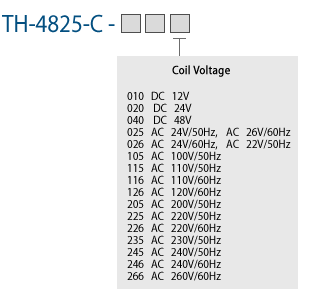 TH-4825-C -
Coil Voltage
010 DC 12V
020 DC 24V
040 DC 48V
025 AC 24V/50Hz, AC 26V/60Hz
026 AC 24V/60Hz, AC 22V/50Hz
105 AC 100V/50Hz
115 AC 110V/50Hz
116 AC 110V/60Hz
126 AC 120V/60Hz
205 AC 200V/50Hz
225 AC 220V/50Hz
226 AC 220V/60Hz
235 AC 230V/50Hz
245 AC 240V/50Hz
246 AC 240V/60Hz
266 AC 260V/60Hz